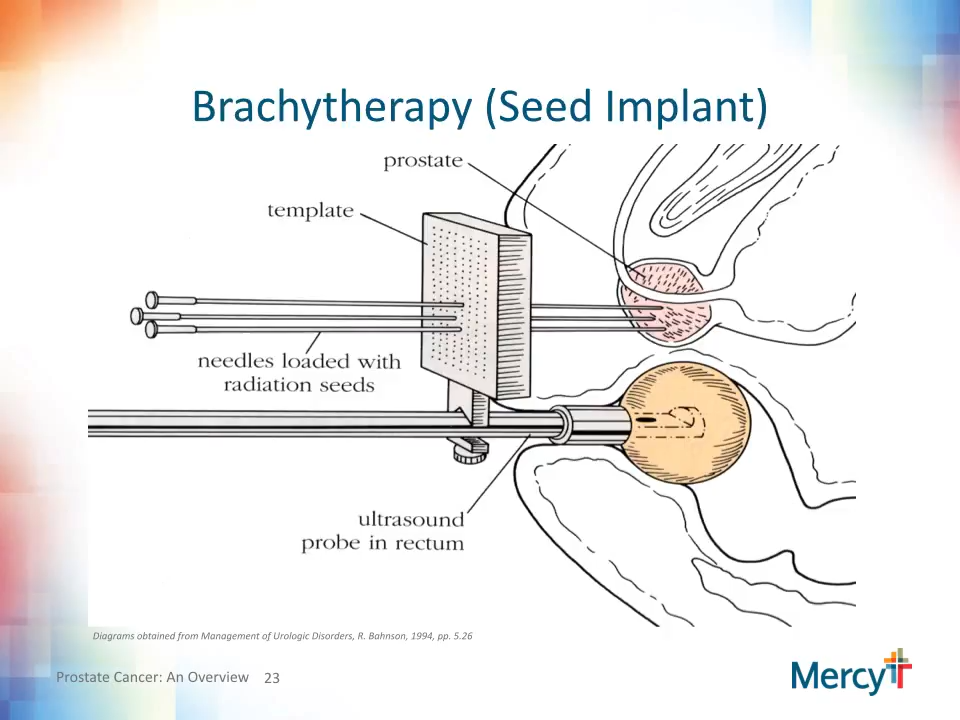 Brachytherapy (Seed Implant)
prostate
template
needles loaded with
radiation seeds
ultrasound
probe in rectum
Diagrams obtained from Management of Urologic Disorders, R. Bahnson, 1994, pp. 5.26
Prostate Cancer: An Overview 23
Mercy